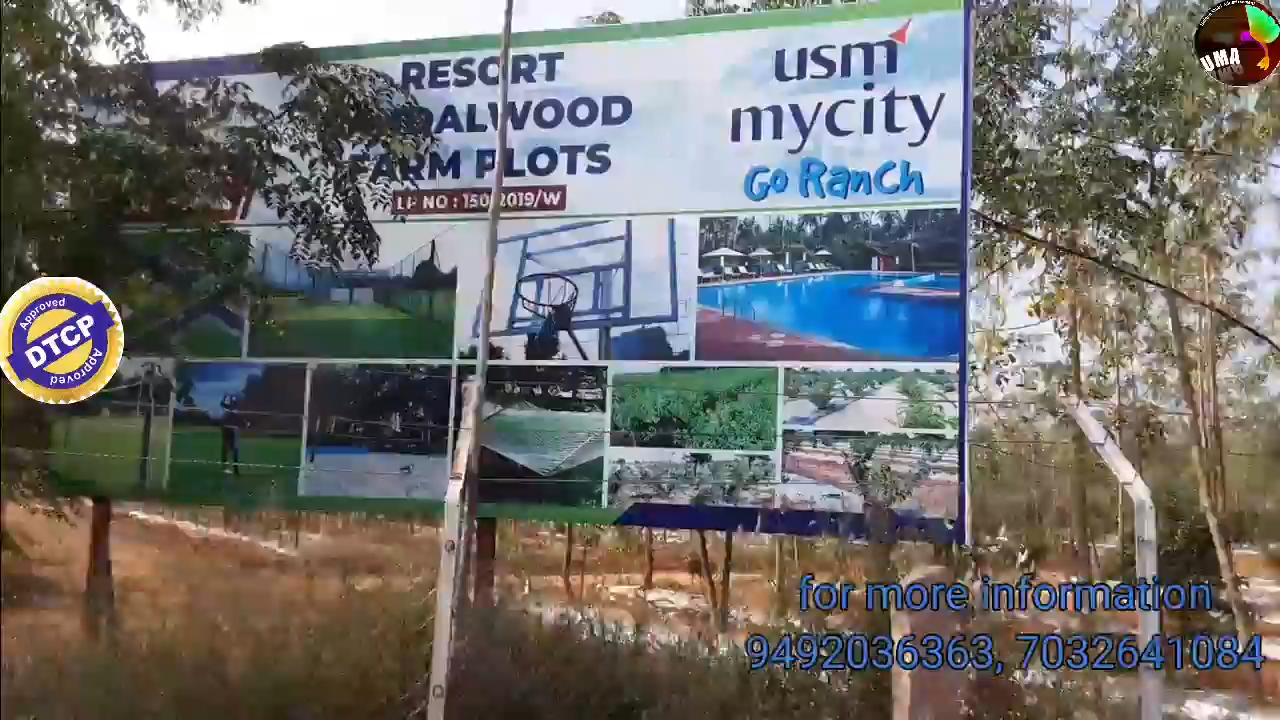 RESORT
FARM PLOTS
LP NO : 150/2019/W
usm
mycity
Go Ranch
Approved
DTCP
Approved
UMA
for more information
9492036363, 7032641084